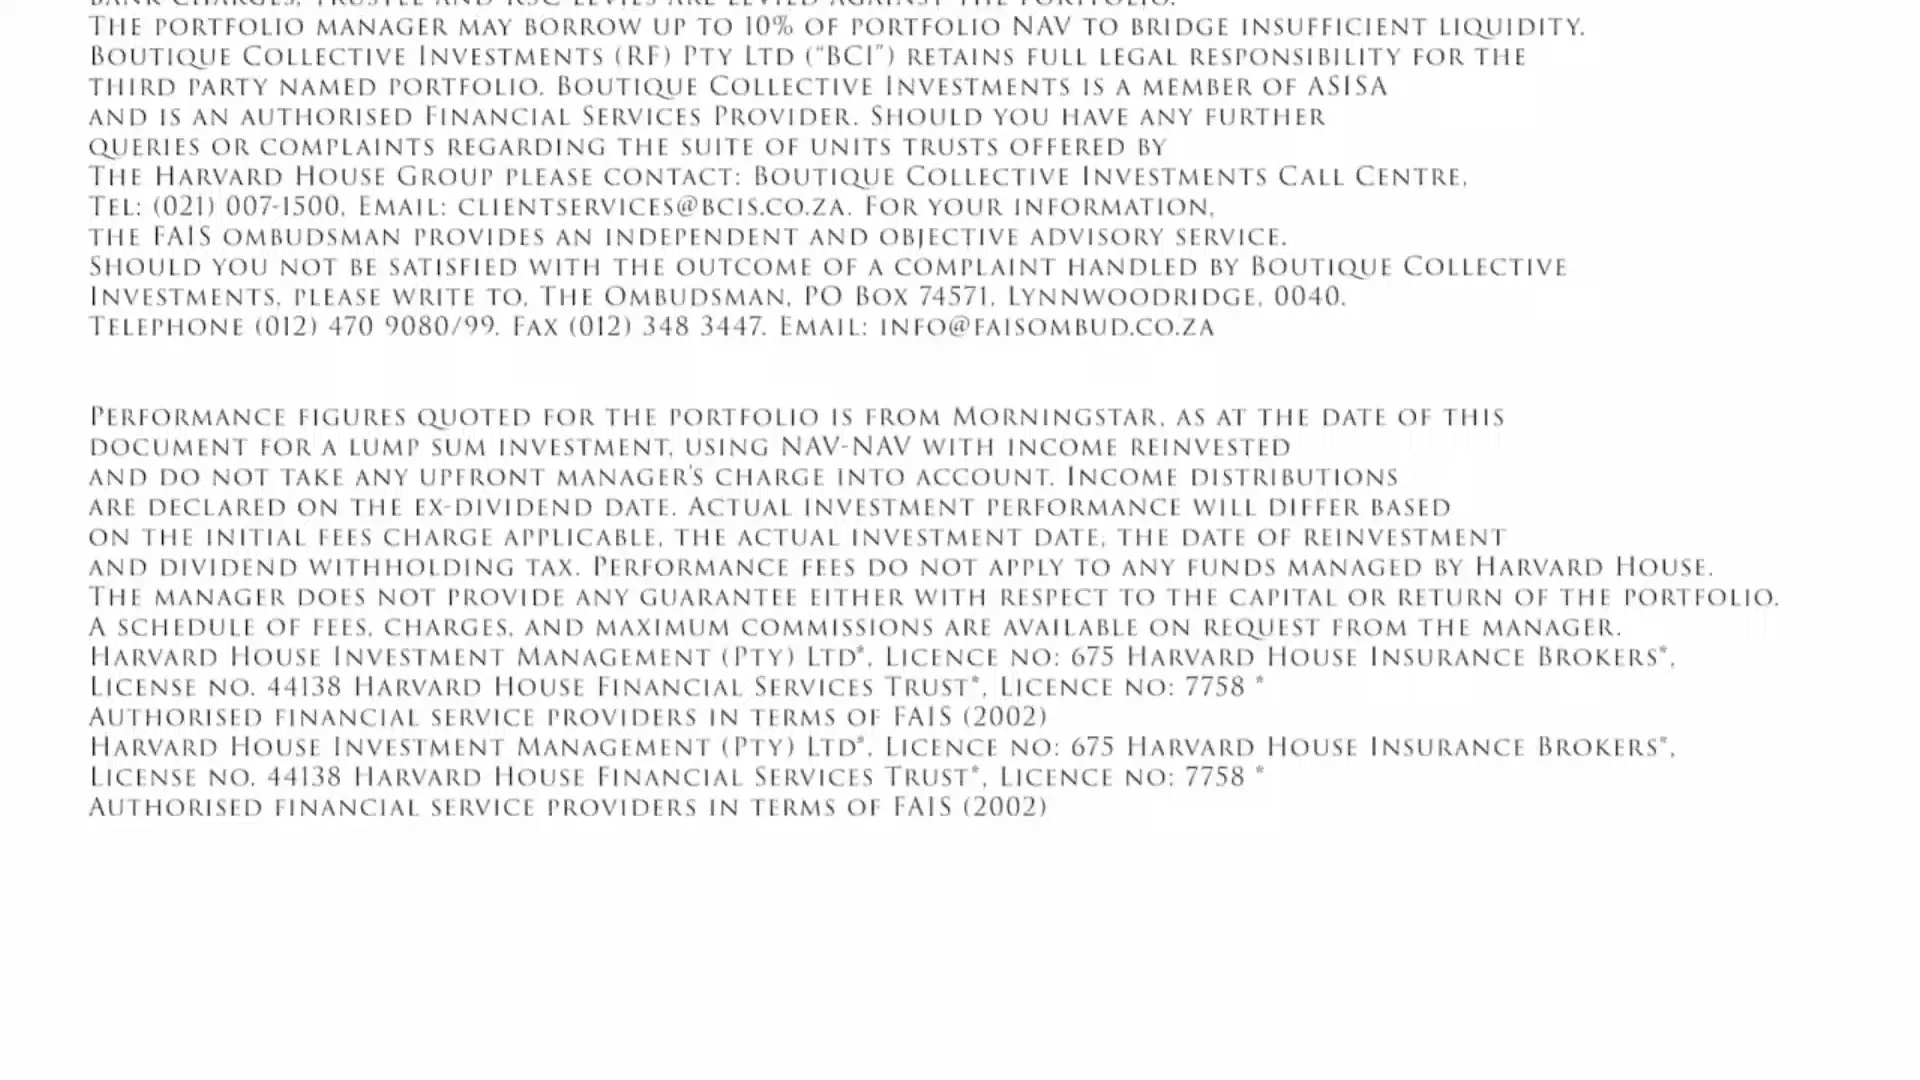 BANK CHARGES, TRUSTEE AND RSC LEVIES ARE LEVIED AGAINST THE PORTFOLIO.
THE PORTFOLIO MANAGER MAY BORROW UP TO 10% OF PORTFOLIO NAV TO BRIDGE INSUFFICIENT LIQUIDITY.
BOUTIQUE COLLECTIVE INVESTMENTS (RF) PTY LTD (“BCI”) RETAINS FULL LEGAL RESPONSIBILITY FOR THE
THIRD PARTY NAMED PORTFOLIO. BOUTIQUE COLLECTIVE INVESTMENTS IS A MEMBER OF ASISA
AND IS AN AUTHORISED FINANCIAL SERVICES PROVIDER. SHOULD YOU HAVE ANY FURTHER
QUERIES OR COMPLAINTS REGARDING THE SUITE OF UNITS TRUSTS OFFERED BY
THE HARVARD HOUSE GROUP PLEASE CONTACT: BOUTIQUE COLLECTIVE INVESTMENTS CALL CENTRE,
TEL: (021) 007-1500, EMAIL: CLIENTSERVICES@BCIS.CO.ZA. FOR YOUR INFORMATION,
THE FAIS OMBUDSMAN PROVIDES AN INDEPENDENT AND OBJECTIVE ADVISORY SERVICE.
SHOULD YOU NOT BE SATISFIED WITH THE OUTCOME OF A COMPLAINT HANDLED BY BOUTIQUE COLLECTIVE
INVESTMENTS, PLEASE WRITE TO, THE OMBUDSMAN, PO BOX 74571, LYNNWOODRIDGE, 0040.
TELEPHONE (012) 470 9080/99. FAX (012) 348 3447. EMAIL: INFO@FAISOMBUD.CO.ZA
PERFORMANCE FIGURES QUOTED FOR THE PORTFOLIO IS FROM MORNINGSTAR, AS AT THE DATE OF THIS
DOCUMENT FOR A LUMP SUM INVESTMENT, USING NAV-NAV WITH INCOME REINVESTED
AND DO NOT TAKE ANY UPFRONT MANAGER'S CHARGE INTO ACCOUNT. INCOME DISTRIBUTIONS
ARE DECLARED ON THE EX-DIVIDEND DATE. ACTUAL INVESTMENT PERFORMANCE WILL DIFFER BASED
ON THE INITIAL FEES CHARGE APPLICABLE, THE ACTUAL INVESTMENT DATE, THE DATE OF REINVESTMENT
AND DIVIDEND WITHHOLDING TAX. PERFORMANCE FEES DO NOT APPLY TO ANY FUNDS MANAGED BY HARVARD HOUSE.
THE MANAGER DOES NOT PROVIDE ANY GUARANTEE EITHER WITH RESPECT TO THE CAPITAL OR RETURN OF THE PORTFOLIO.
A SCHEDULE OF FEES, CHARGES, AND MAXIMUM COMMISSIONS ARE AVAILABLE ON REQUEST FROM THE MANAGER.
HARVARD HOUSE INVESTMENT MANAGEMENT (PTY) LTD*, LICENCE NO: 675 HARVARD HOUSE INSURANCE BROKERS*,
LICENSE NO. 44138 HARVARD HOUSE FINANCIAL SERVICES TRUST*, LICENCE NO: 7758 *
AUTHORISED FINANCIAL SERVICE PROVIDERS IN TERMS OF FAIS (2002)
HARVARD HOUSE INVESTMENT MANAGEMENT (PTY) LTD*, LICENCE NO: 675 HARVARD HOUSE INSURANCE BROKERS*,
LICENSE NO. 44138 HARVARD HOUSE FINANCIAL SERVICES TRUST*, LICENCE NO: 7758 *
AUTHORISED FINANCIAL SERVICE PROVIDERS IN TERMS OF FAIS (2002)